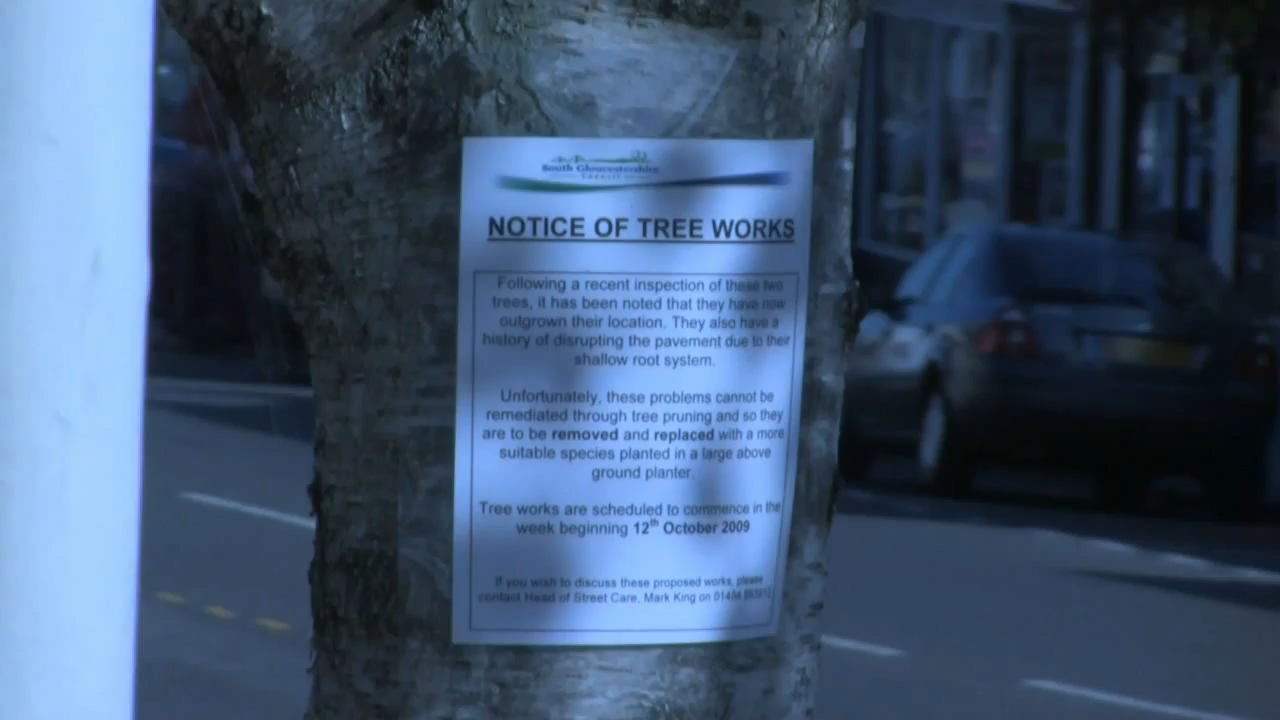 South Gloucestershire
Council
NOTICE OF TREE WORKS
Following a recent inspection of these two
trees, it has been noted that they have now
outgrown their location. They also have a
history of disrupting the pavement due to their
shallow root system.
Unfortunately, these problems cannot be
remediated through tree pruning and so they
are to be removed and replaced with a more
suitable species planted in a large above
ground planter.
Tree works are scheduled to commence in the
week beginning 12th October 2009
If you wish to discuss these proposed works, please
contact Head of Street Care, Mark King on 01454